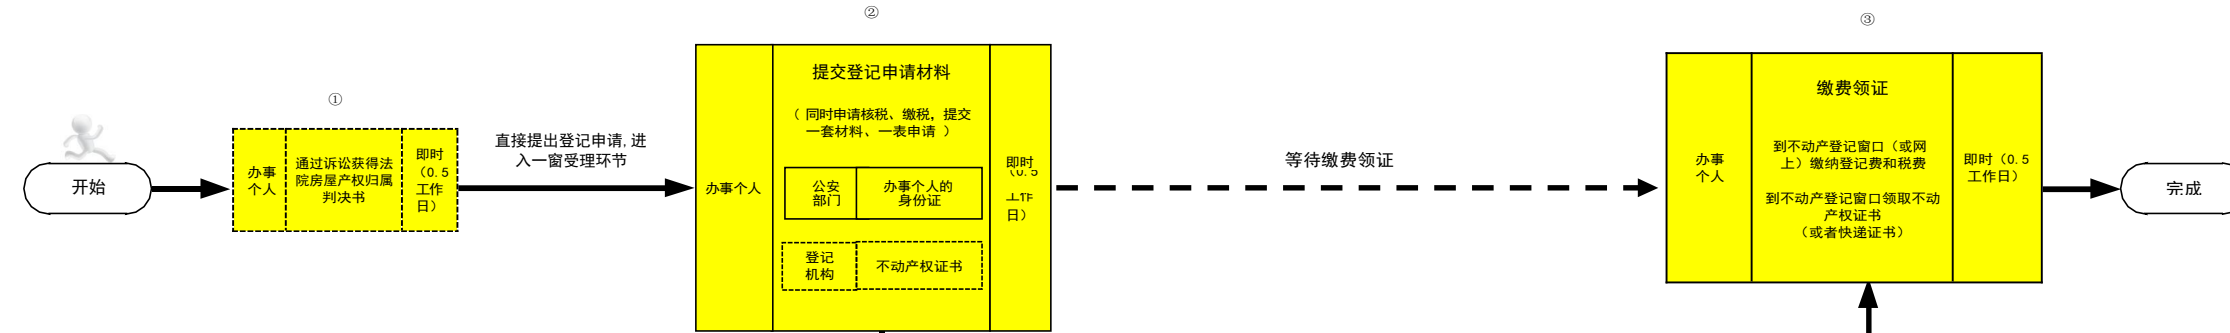 ②
③
①
开始
办事
个人
通过诉讼获得法
院房屋产权归属
判决书
即时
（0.5
工作
日）
直接提出登记申请,进
入一窗受理环节
办事个人
提交登记申请材料
（ 同时申请核税、缴税，提交
一套材料、一表申请 ）
公安
部门
办事个人的
身份证
登记
机构
不动产权证书
即时
（0.5
工作
日）
等待缴费领证
办事
个人
缴费领证
到不动产登记窗口（或网
上）缴纳登记费和税费
到不动产登记窗口领取不动
产权证书
（或者快递证书）
即时（0.5
工作日）
完成